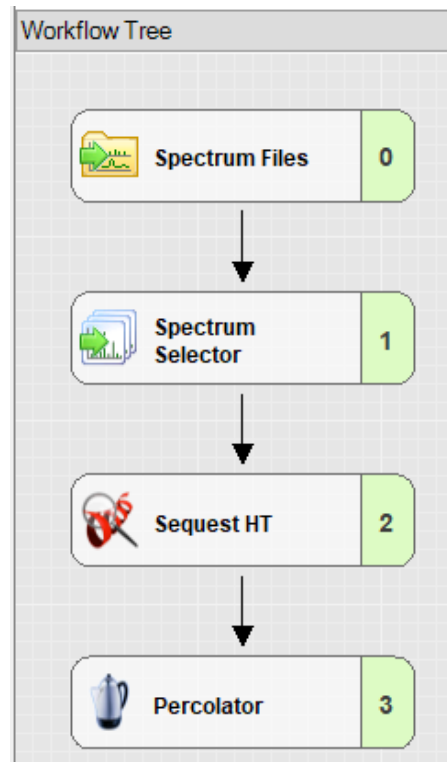 Workflow Tree
Spectrum Files 0
Spectrum
Selector 1
Sequest HT 2
Percolator 3